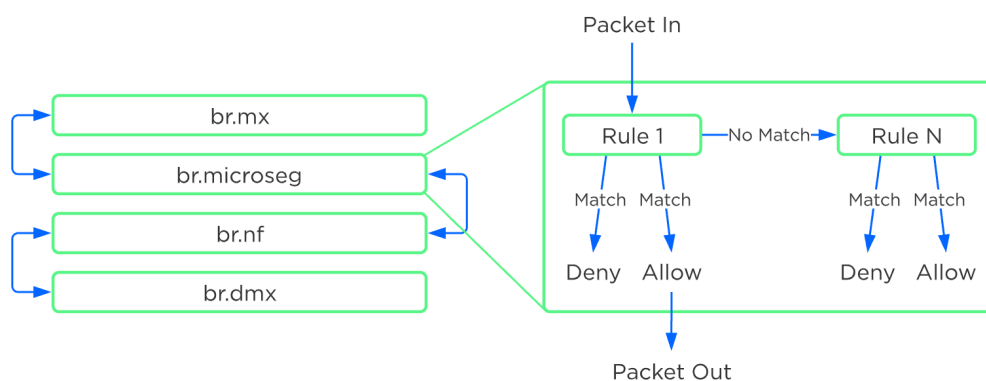 Packet In
br.mx
br.microseg
br.nf
br.dmx
Rule 1
No Match
Rule N
Match Match
Match Match
Deny Allow
Deny Allow
Packet Out